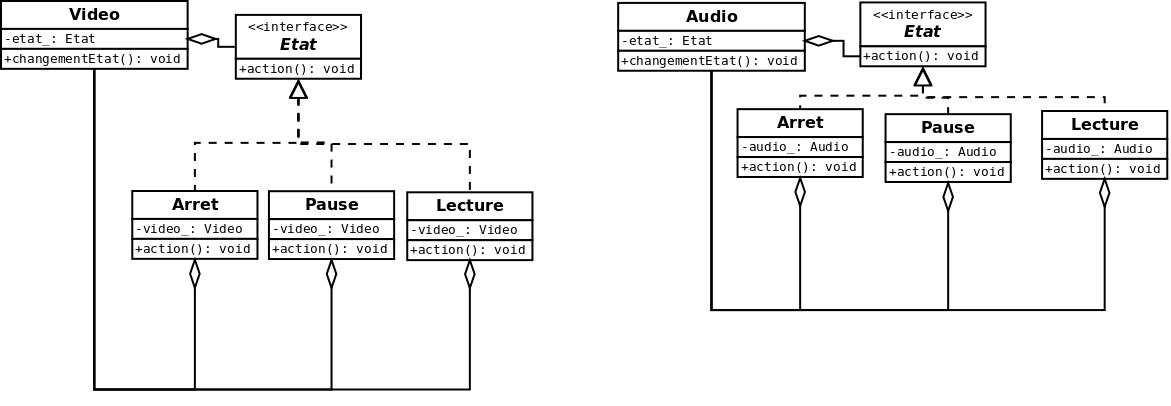 Video
-etat_: Etat
+changementEtat(): void
<<interface>>
Etat
+action(): void
Arret
-video_: Video
+action(): void
Pause
-video_: Video
+action(): void
Lecture
-video_: Video
+action(): void
Audio
-etat_: Etat
+changementEtat(): void
<<interface>>
Etat
+action(): void
Arret
-audio_: Audio
+action(): void
Pause
-audio_: Audio
+action(): void
Lecture
-audio_: Audio
+action(): void